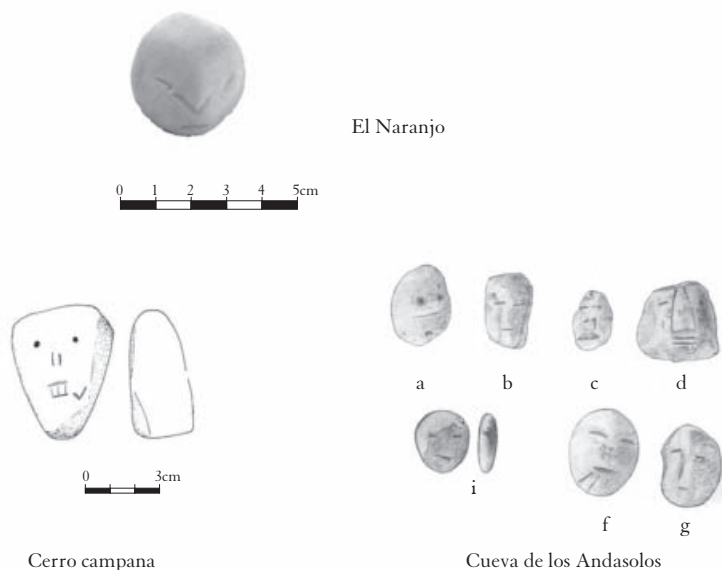 El Naranjo
0 1 2 3 4 5cm
a b c d
i
f g
0 3cm
Cerro campana
Cueva de los Andasolos